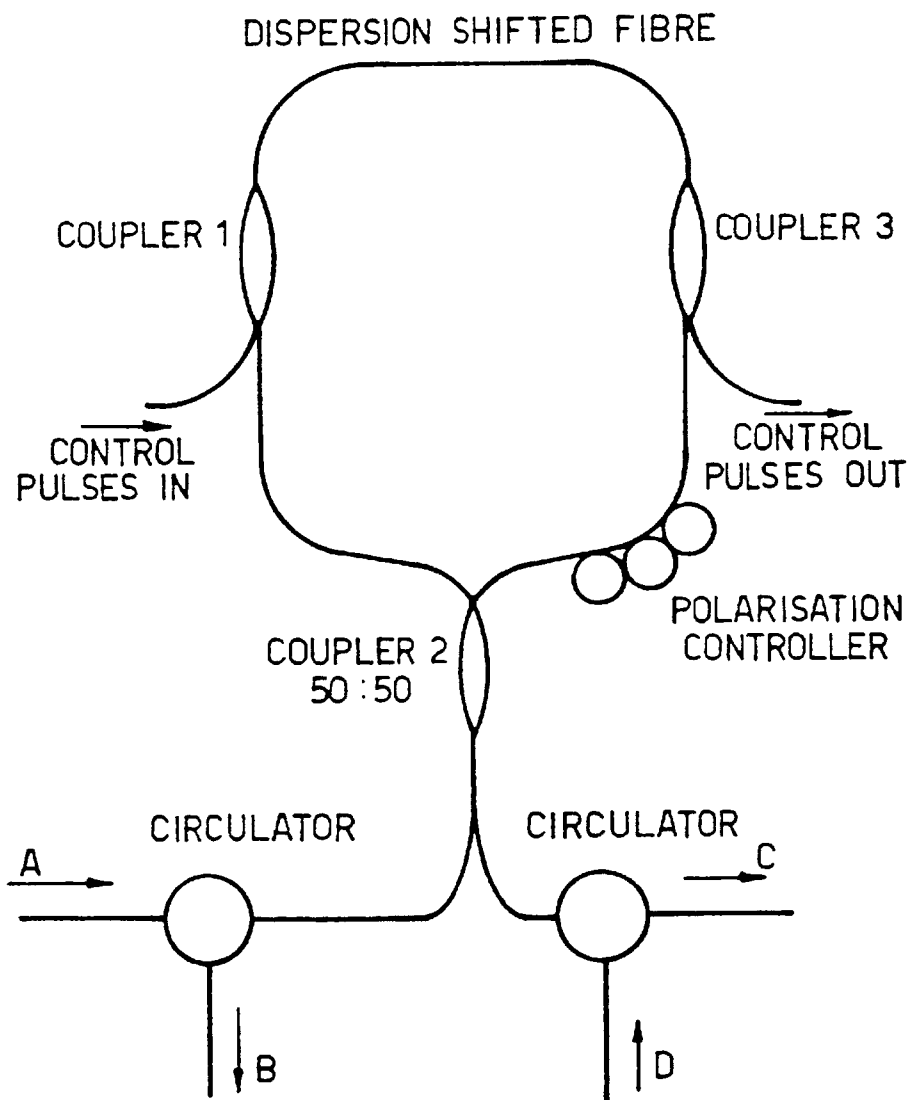 DISPERSION SHIFTED FIBRE
COUPLER 1
COUPLER 3
CONTROL
PULSES IN
CONTROL
PULSES OUT
POLARISATION
CONTROLLER
COUPLER 2
50:50
CIRCULATOR
CIRCULATOR
A
C
B
D